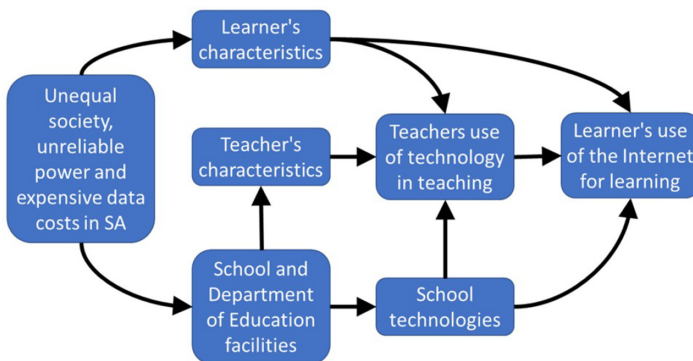 Learner's
characteristics
Unequal
society,
unreliable
power and
expensive data
costs in SA
Teacher's
characteristics
Teachers use
of technology
in teaching
Learner's use
of the Internet
for learning
School and
Department
of Education
facilities
School
technologies